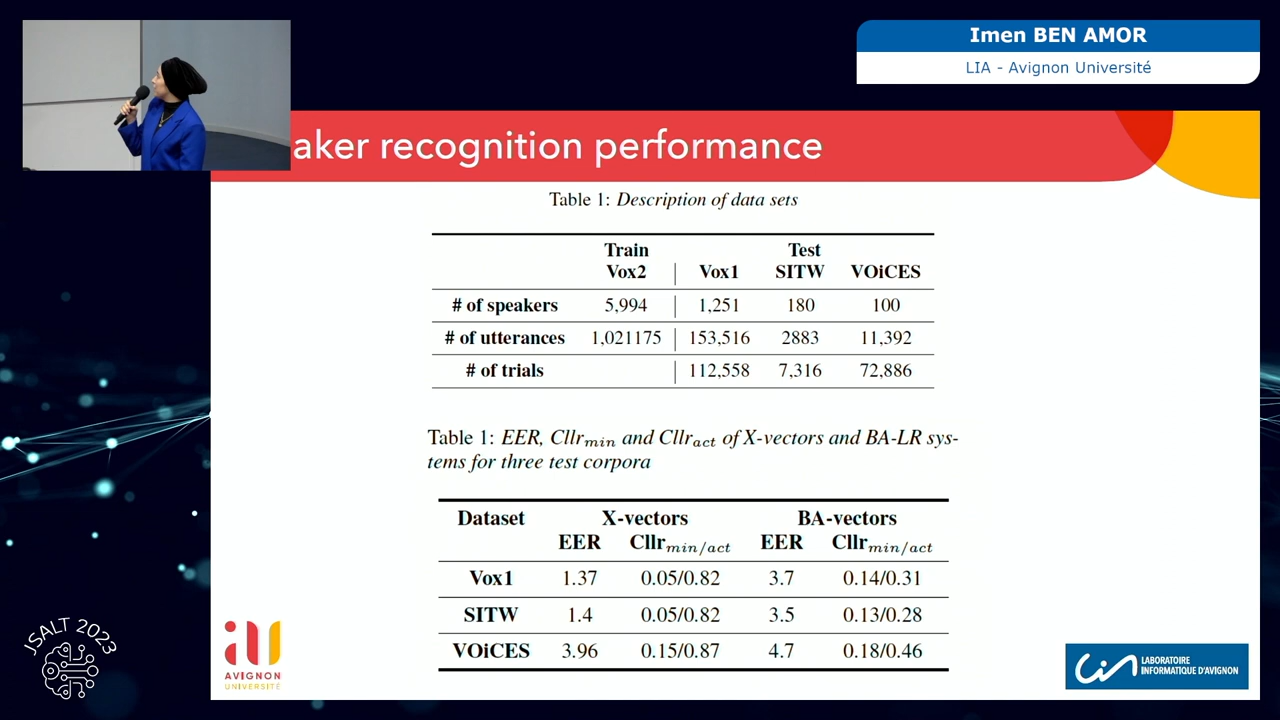 Imen BEN AMOR
LIA - Avignon Université
aker recognition performance
Table 1: Description of data sets
Train Test
Vox2 Vox1 SITW VOiCES
# of speakers 5,994 1,251 180 100
# of utterances 1,021175 153,516 2883 11,392
# of trials 112,558 7,316 72,886
Table 1: EER, Cllrmin and Cllract of X-vectors and BA-LR sys-
tems for three test corpora
Dataset X-vectors BA-vectors
EER Cllrmin/act EER Cllrmin/act
Vox1 1.37 0.05/0.82 3.7 0.14/0.31
SITW 1.4 0.05/0.82 3.5 0.13/0.28
VOiCES 3.96 0.15/0.87 4.7 0.18/0.46
JSALT 2023
AVIGNON
UNIVERSITÉ
LABORATOIRE
INFORMATIQUE D'AVIGNON